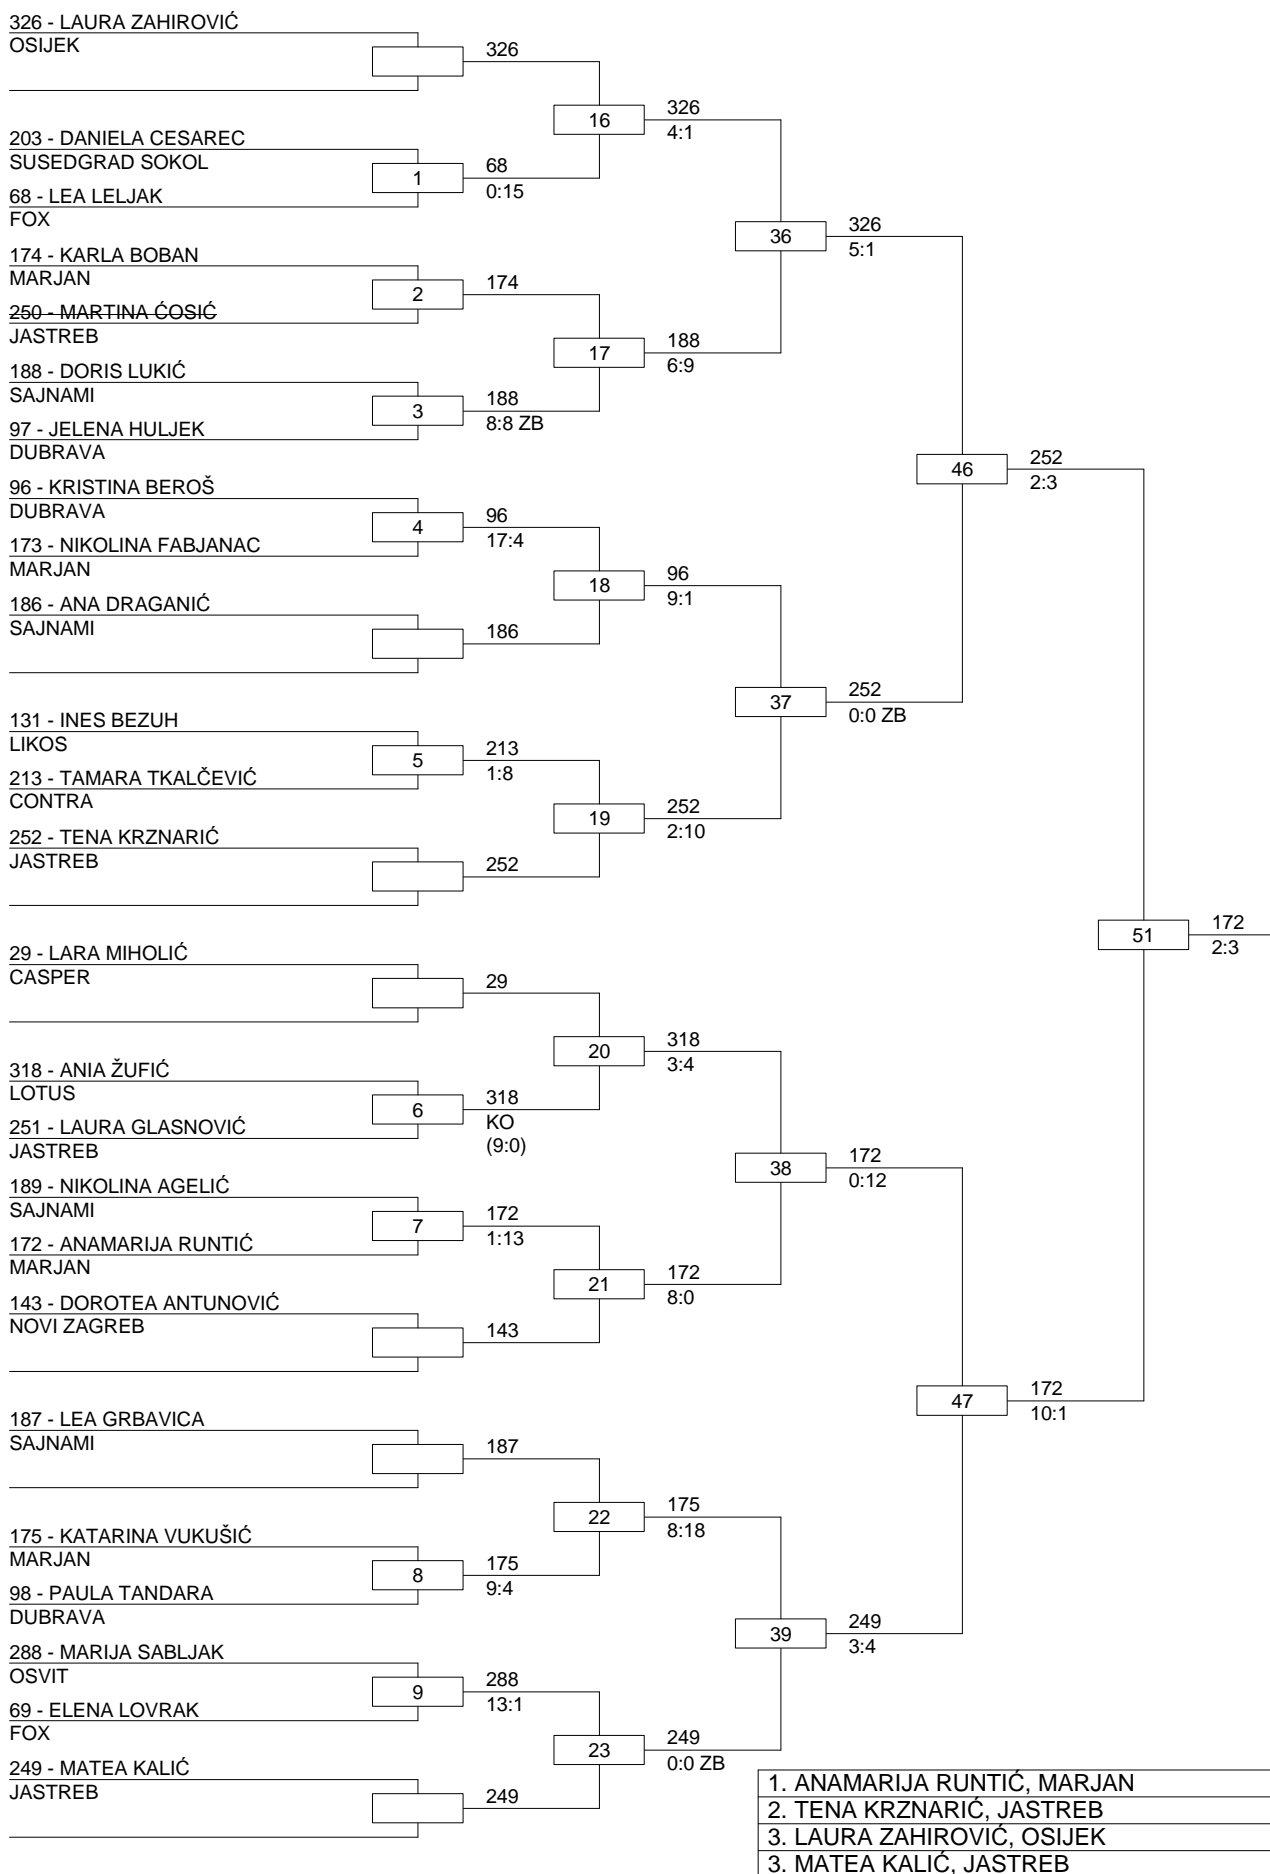 326 - LAURA ZAHIROVIĆ
OSIJEK
326
16
326
4:1
203 - DANIELA CESAREC
SUSEDGRAD SOKOL
1
68
0:15
68 - LEA LELJAK
FOX
36
326
5:1
174 - KARLA BOBAN
MARJAN
2
174
250 - MARTINA ĆOSIĆ
JASTREB
17
188
6:9
188 - DORIS LUKIĆ
SAJNAMI
3
188
8:8 ZB
97 - JELENA HULJEK
DUBRAVA
46
252
2:3
96 - KRISTINA BEROŠ
DUBRAVA
4
96
17:4
173 - NIKOLINA FABJANAC
MARJAN
18
96
9:1
186 - ANA DRAGANIĆ
SAJNAMI
186
37
252
0:0 ZB
131 - INES BEZUH
LIKOS
5
213
1:8
213 - TAMARA TKALČEVIĆ
CONTRA
19
252
2:10
252 - TENA KRZNARIĆ
JASTREB
252
51
172
2:3
29 - LARA MIHOLIĆ
CASPER
29
20
318
3:4
318 - ANIA ŽUFIĆ
LOTUS
6
318
KO
(9:0)
251 - LAURA GLASNOVIĆ
JASTREB
38
172
0:12
189 - NIKOLINA AGELIĆ
SAJNAMI
7
172
1:13
172 - ANAMARIJA RUNTIĆ
MARJAN
21
172
8:0
143 - DOROTEA ANTUNOVIĆ
NOVI ZAGREB
143
47
172
10:1
187 - LEA GRBAVICA
SAJNAMI
187
22
175
8:18
175 - KATARINA VUKUŠIĆ
MARJAN
8
175
9:4
98 - PAULA TANDARA
DUBRAVA
39
249
3:4
288 - MARIJA SABLJAK
OSVIT
9
288
13:1
69 - ELENA LOVRAK
FOX
23
249
0:0 ZB
249 - MATEA KALIĆ
JASTREB
249
1. ANAMARIJA RUNTIĆ, MARJAN
2. TENA KRZNARIĆ, JASTREB
3. LAURA ZAHIROVIĆ, OSIJEK
3. MATEA KALIĆ, JASTREB